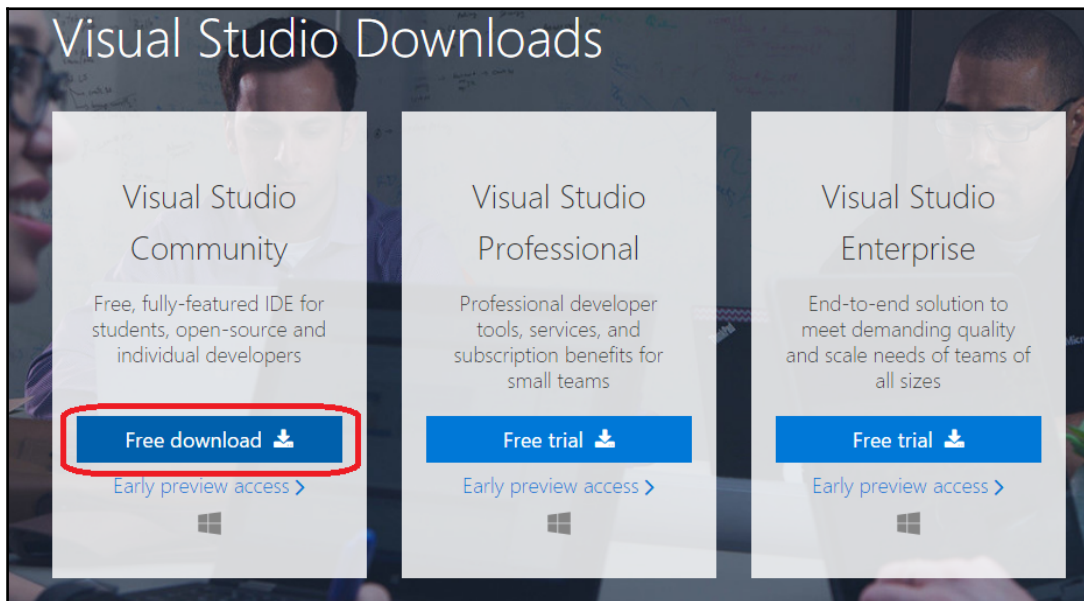 Visual Studio Downloads
Visual Studio
Community
Free, fully-featured IDE for
students, open-source and
individual developers
Free download
Early preview access
Visual Studio
Professional
Professional developer
tools, services, and
subscription benefits for
small teams
Free trial
Early preview access
Visual Studio
Enterprise
End-to-end solution to
meet demanding quality
and scale needs of teams of
all sizes
Free trial
Early preview access